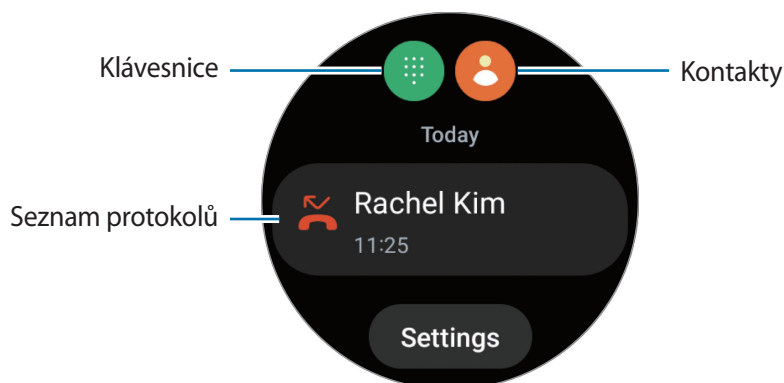 Klávesnice
Kontakty
Today
Seznam protokolů
Rachel Kim
11:25
Settings